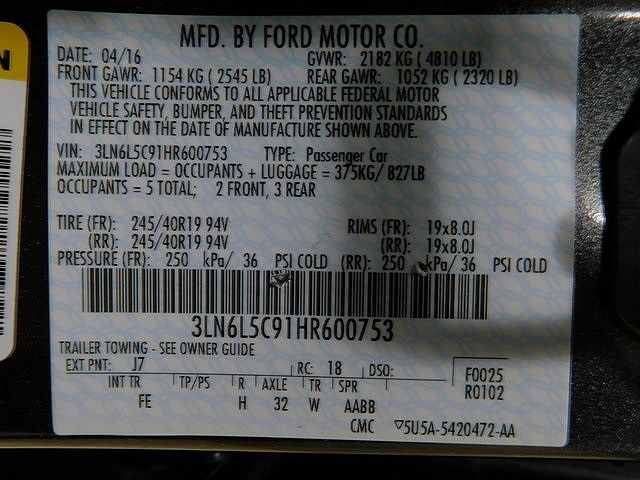 N
MFD. BY FORD MOTOR CO.
DATE: 04/16 GVWR: 2182 KG ( 4810 LB)
FRONT GAWR: 1154 KG ( 2545 LB) REAR GAWR: 1052 KG ( 2320 LB)
THIS VEHICLE CONFORMS TO ALL APPLICABLE FEDERAL MOTOR
VEHICLE SAFETY, BUMPER, AND THEFT PREVENTION STANDARDS
IN EFFECT ON THE DATE OF MANUFACTURE SHOWN ABOVE.
VIN: 3LN6L5C91HR600753 TYPE: Passenger Car
MAXIMUM LOAD = OCCUPANTS + LUGGAGE = 375KG/ 827LB
OCCUPANTS = 5 TOTAL; 2 FRONT, 3 REAR
TIRE (FR): 245/40R19 94V RIMS (FR): 19x8.0J
(RR): 245/40R19 94V (RR): 19x8.0J
PRESSURE (FR): 250 kPa/ 36 PSI COLD (RR): 250 kPa/ 36 PSI COLD
3LN6L5C91HR600753
TRAILER TOWING - SEE OWNER GUIDE
EXT PNT: J7 RC: 18 DSO: F0025
INT TR TP/PS R AXLE TR SPR R0102
FE H 32 W AABB
CMC ▽5U5A-5420472-AA